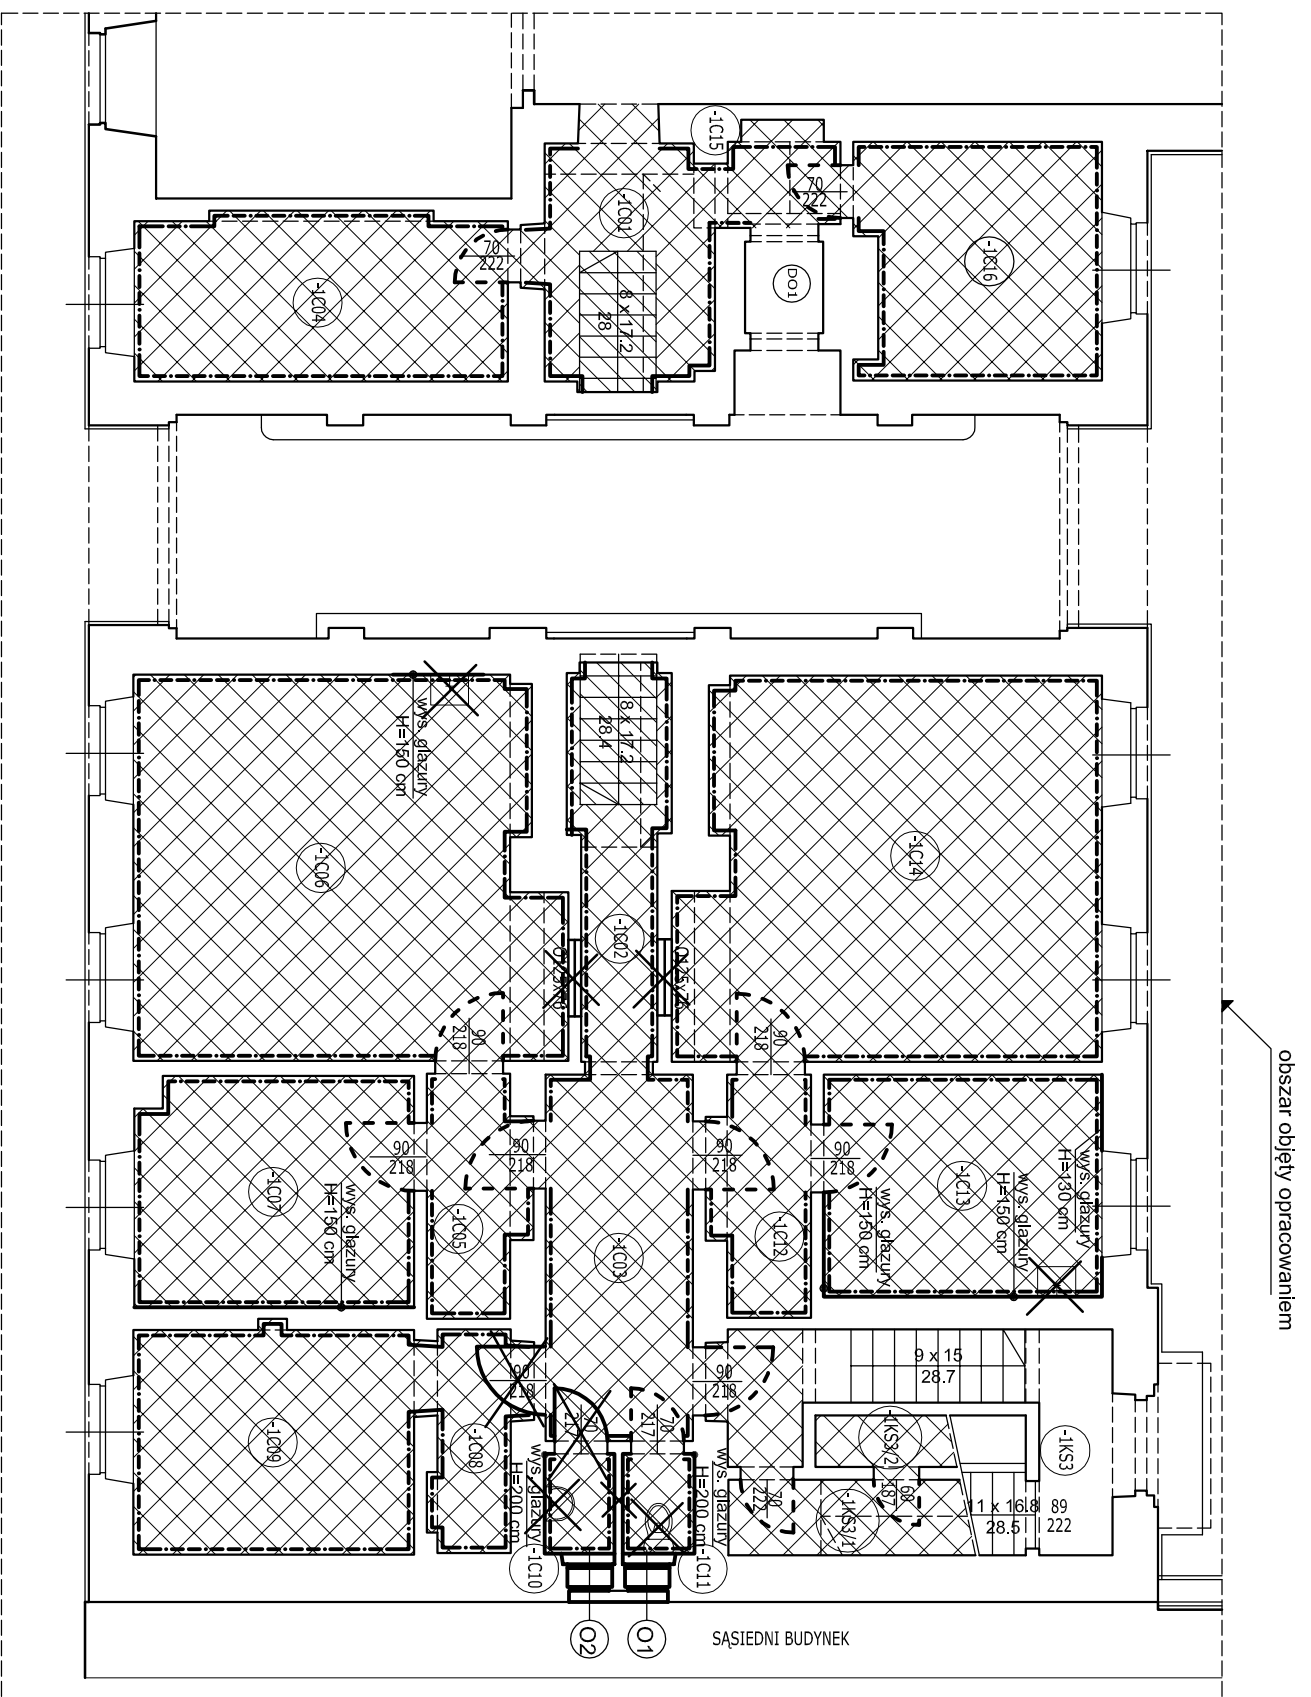 -1C15
-1C01
70
222
-1C16
DO1
70
222
-1C04
8 x 17.2
28
wys. glazury
H=150 cm
8 x 17.2
28.4
-1C06
-1C14
-1C02
90
218
90
218
obszar objęty opracowaniem
90
218
90
218
90
218
90
218
-1C07
wys. glazury
H=150 cm
-1C05
-1C03
-1C12
wys. glazury
H=150 cm
-1C13
wys. glazury
H=150 cm
wys. glazury
H=130 cm
90
218
90
218
9 x 15
28.7
-1C09
-1C08
70
217
70
217
wys. glazury
H=200 cm
wys. glazury
H=200 cm
-1KS3/2
-1KS3
70
222
-1KS3/1
60
187
11 x 16.8
28.5
89
222
-1C10
-1C11
O2
O1
SĄSIEDNI BUDYNEK